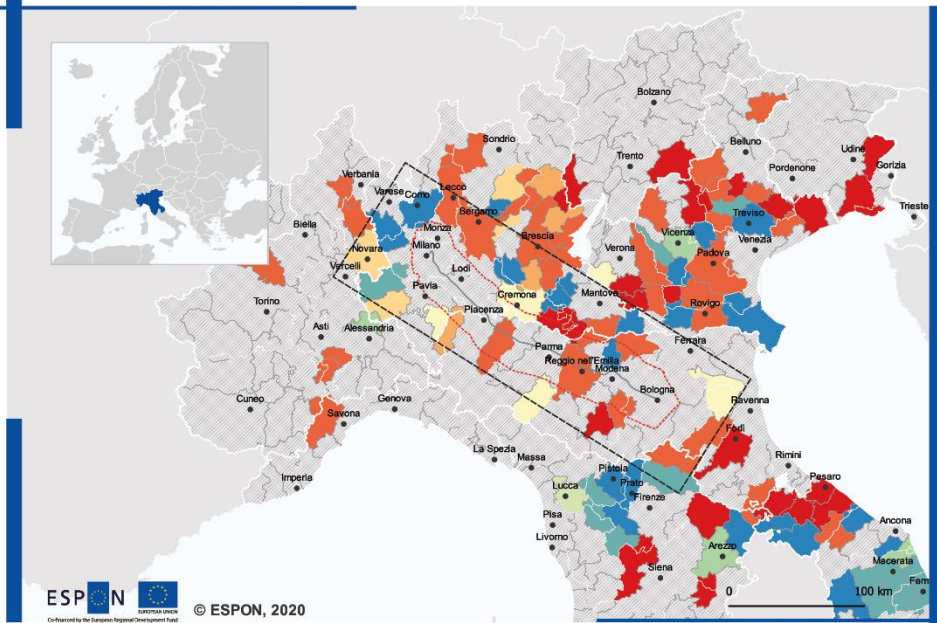 Bolzano
Sondrio
Belluno
Trento
Udine
Pordenone
Gorizia
Verbania
Varese
Como
Lecco
Trieste
Biella
Bergamo
Treviso
Monza
Vicenza
Brescia
Novara
Milano
Verona
Padova
Venezia
Vercelli
Lodi
Pavia
Cremona
Mantova
Torino
Piacenza
Rovigo
Asti
Alessandria
Parma
Ferrara
Reggio nell'Emilia
Modena
Cuneo
Genova
Bologna
Savona
Ravenna
Forlì
La Spezia
Massa
Rimini
Imperia
Pistoia
Pesaro
Lucca
Prato
Firenze
Pisa
Ancona
Livorno
Arezzo
Siena
Macerata
Ferm
0
100 km
ESPON
EUROPEAN UNION
© ESPON, 2020
Co-financed by the European Regional Development Fund